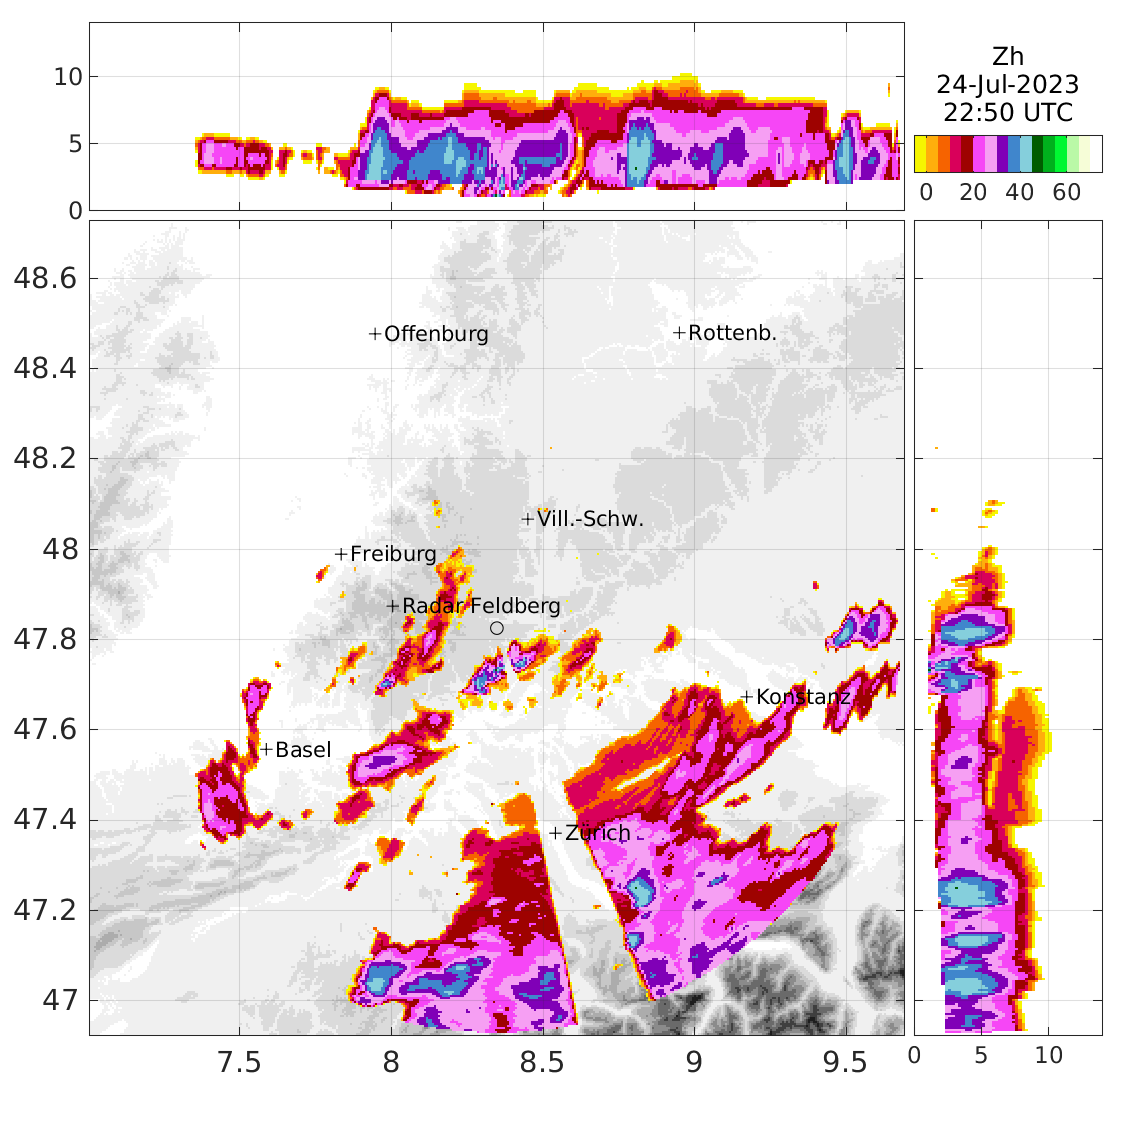 10
5
0
Zh
24-Jul-2023
22:50 UTC
0 20 40 60
48.6
48.4
48.2
48
47.8
47.6
47.4
47.2
47
+Offenburg
+Rottenb.
+Vill.-Schw.
+Freiburg
+Radar Feldberg
+Konstanz
+Basel
+Zürich
7.5 8 8.5 9 9.5
0 5 10